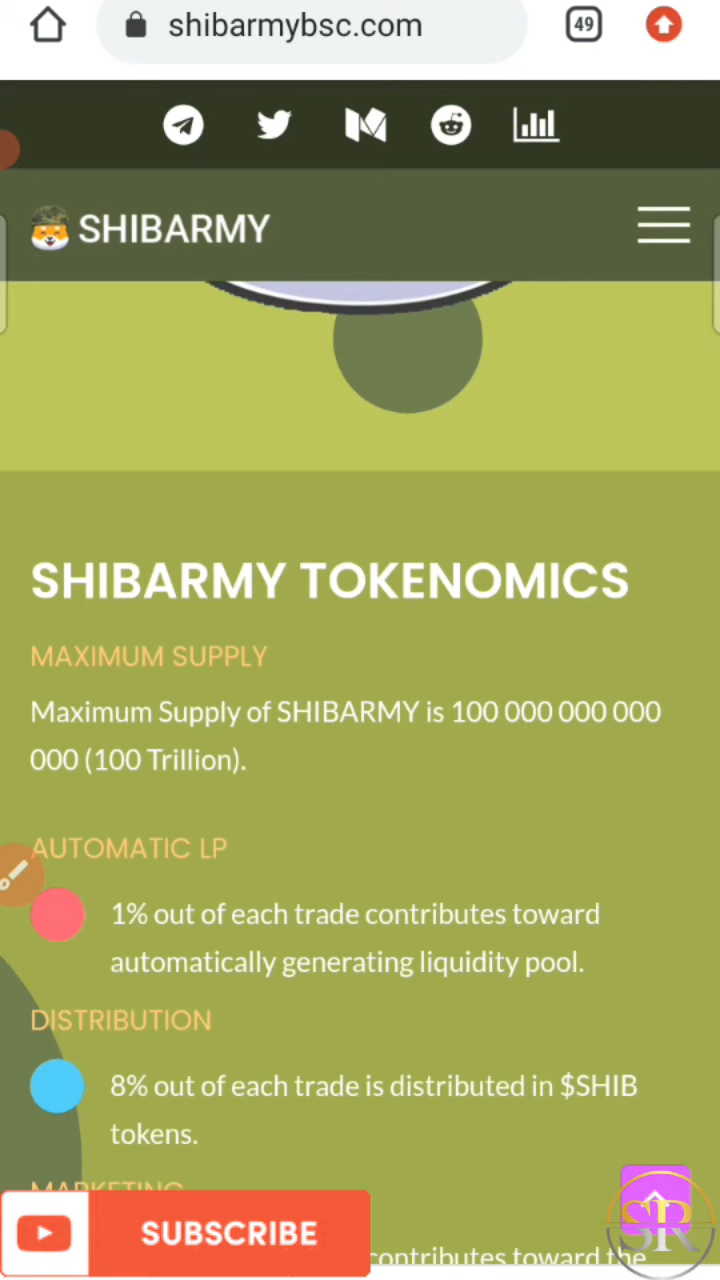 shibarmybsc.com
49
SHIBARMY
SHIBARMY TOKENOMICS
MAXIMUM SUPPLY
Maximum Supply of SHIBARMY is 100 000 000 000
000 (100 Trillion).
AUTOMATIC LP
1% out of each trade contributes toward
automatically generating liquidity pool.
DISTRIBUTION
8% out of each trade is distributed in $SHIB
tokens.
MARKETING
contributes toward the
SUBSCRIBE
SR